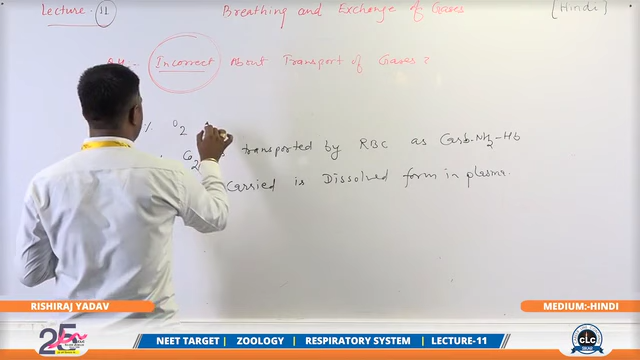 Lecture-11 Breathing and Exchange of Gases [Hindi]
Incorrect About Transport of Gases?
% O2
CO2 transported by RBC as Carb-NH2-Hb
Carried is Dissolved form in plasma.
RISHIRAJ YADAV MEDIUM:-HINDI
25
NEET TARGET | ZOOLOGY | RESPIRATORY SYSTEM | LECTURE-11
CLC